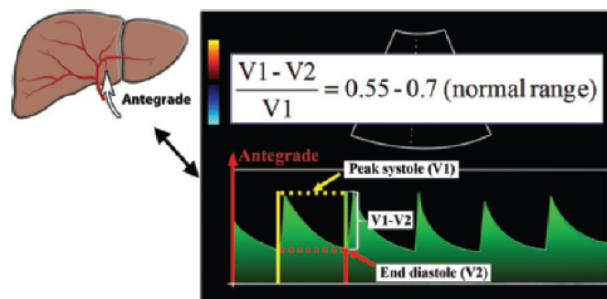 Antegrade
V1 - V2
V1
= 0.55 - 0.7 (normal range)
Antegrade
Peak systole (V1)
V1-V2
End diastole (V2)